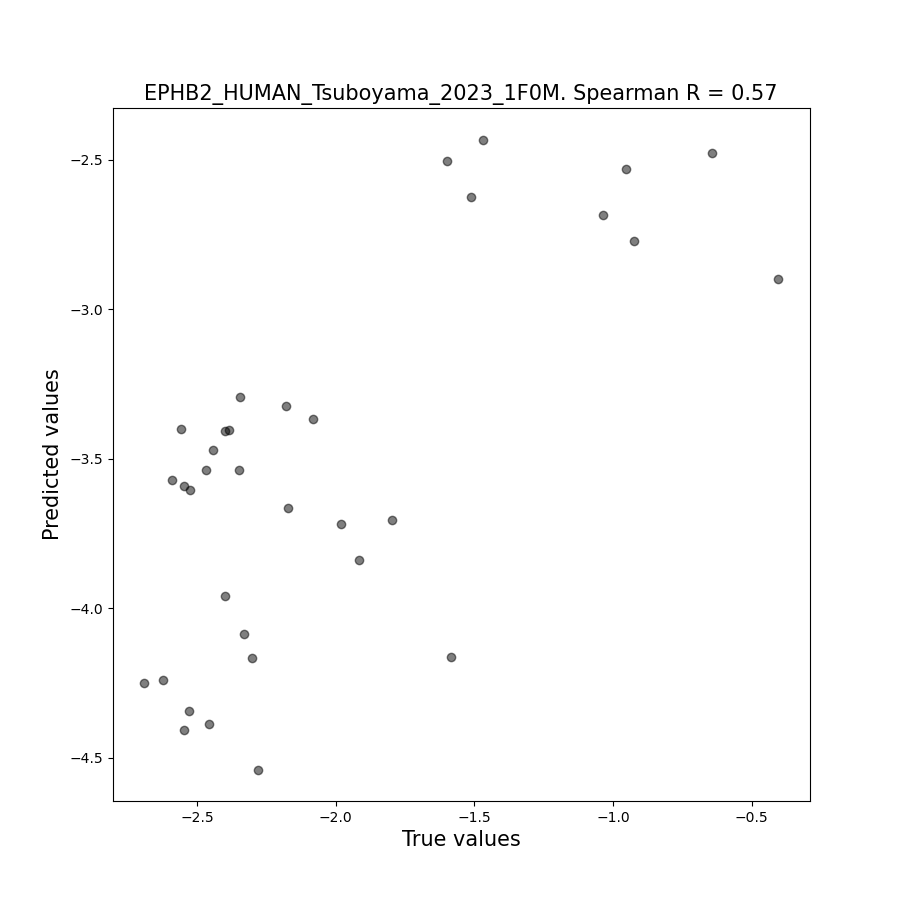 EPHB2_HUMAN_Tsuboyama_2023_1F0M. Spearman R = 0.57
−2.5
−3.0
−3.5
−4.0
−4.5
Predicted values
−2.5 −2.0 −1.5 −1.0 −0.5
True values